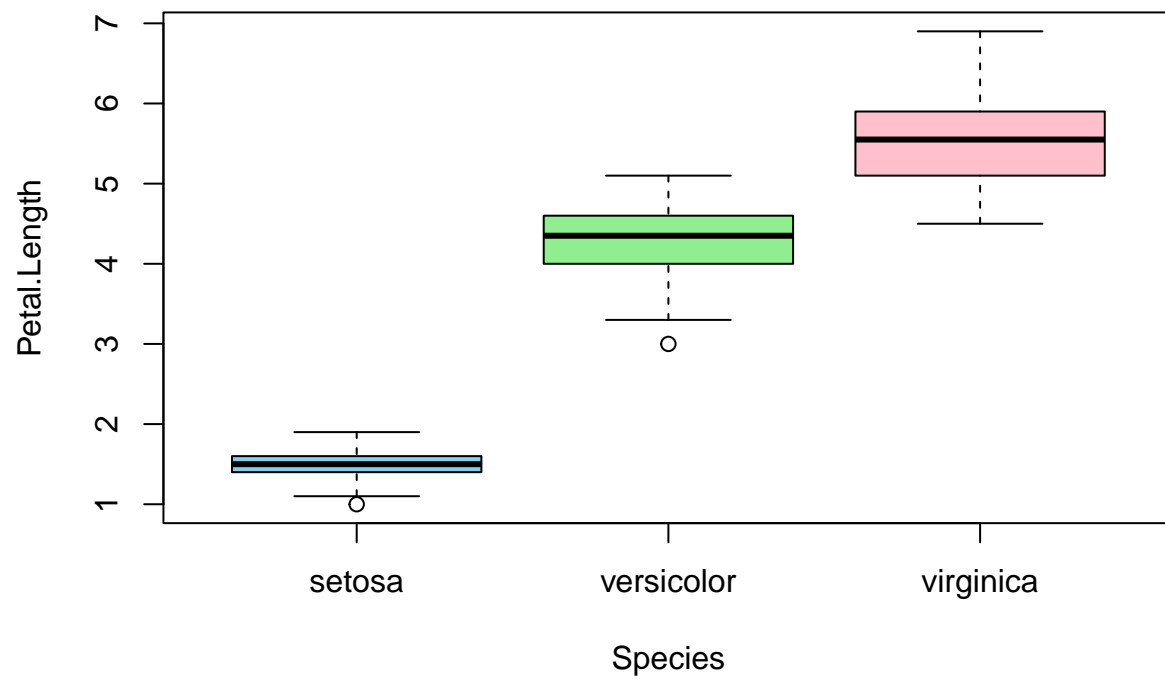 Petal.Length
7
6
5
4
3
2
1
setosa
versicolor
virginica
Species